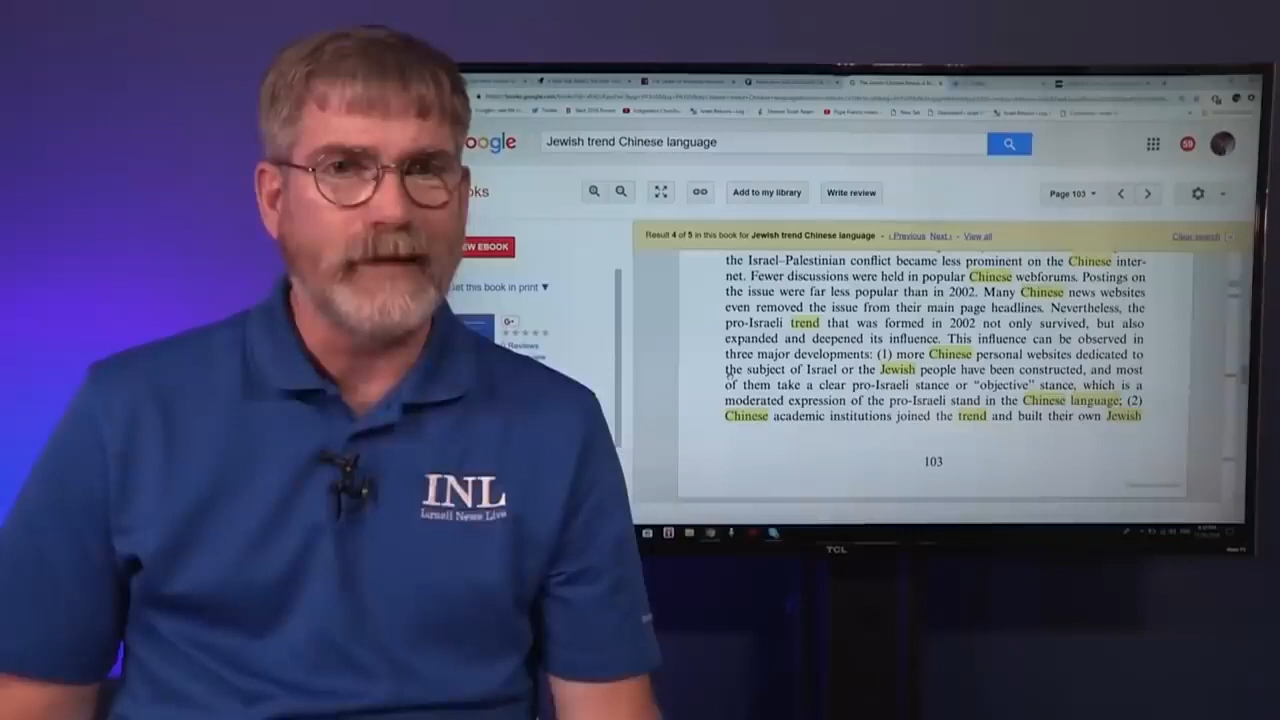 oogle
Jewish trend Chinese language
59
oks
Add to my library
Write review
Page 103
EW EBOOK
Result 4 of 5 in this book for Jewish trend Chinese language - ‹ Previous Next › - View all
Clear search
the Israel–Palestinian conflict became less prominent on the Chinese inter-
net. Fewer discussions were held in popular Chinese webforums. Postings on
the issue were far less popular than in 2002. Many Chinese news websites
even removed the issue from their main page headlines. Nevertheless, the
pro-Israeli trend that was formed in 2002 not only survived, but also
expanded and deepened its influence. This influence can be observed in
three major developments: (1) more Chinese personal websites dedicated to
the subject of Israel or the Jewish people have been constructed, and most
of them take a clear pro-Israeli stance or “objective” stance, which is a
moderated expression of the pro-Israeli stand in the Chinese language; (2)
Chinese academic institutions joined the trend and built their own Jewish
103
et this book in print ▼
G+
Reviews
INL
Israeli News Live
TCL